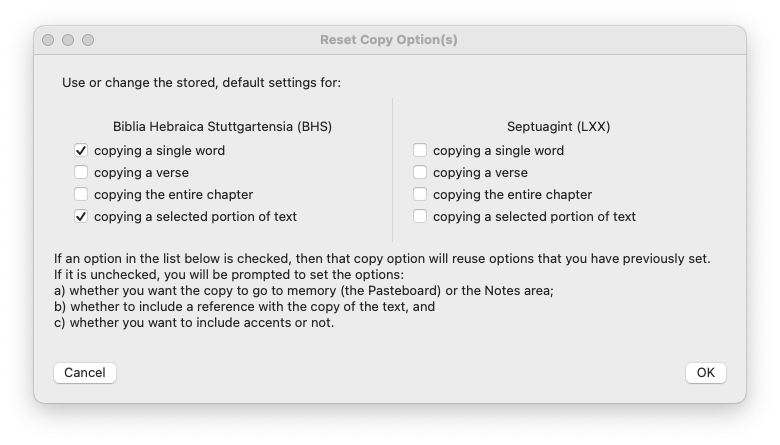 Reset Copy Option(s)
Use or change the stored, default settings for:
Biblia Hebraica Stuttgartensia (BHS)
copying a single word
copying a verse
copying the entire chapter
copying a selected portion of text
Septuagint (LXX)
copying a single word
copying a verse
copying the entire chapter
copying a selected portion of text
If an option in the list below is checked, then that copy option will reuse options that you have previously set.
If it is unchecked, you will be prompted to set the options:
a) whether you want the copy to go to memory (the Pasteboard) or the Notes area;
b) whether to include a reference with the copy of the text, and
c) whether you want to include accents or not.
Cancel
OK